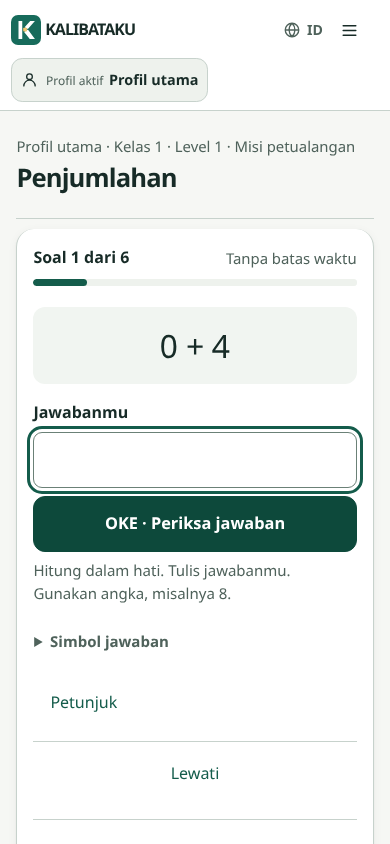 KALIBATAKU
ID
Profil aktif Profil utama
Profil utama · Kelas 1 · Level 1 · Misi petualangan
Penjumlahan
Soal 1 dari 6
Tanpa batas waktu
0 + 4
Jawabanmu
OKE · Periksa jawaban
Hitung dalam hati. Tulis jawabanmu.
Gunakan angka, misalnya 8.
Simbol jawaban
Petunjuk
Lewati